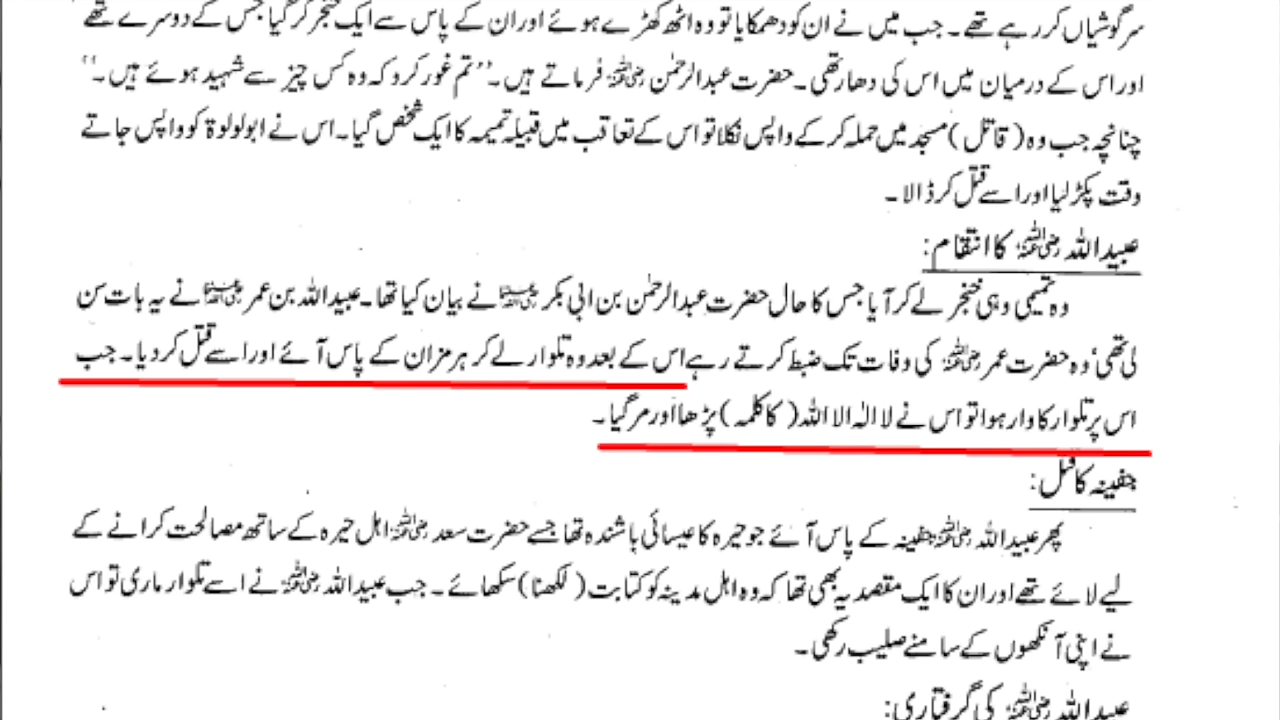 سرگوشیاں کر رہے تھے۔ جب میں نے ان کو دھمکایا تو وہ اٹھ کھڑے ہوئے اور ان کے پاس سے ایک خنجر گر گیا جس کے دوسرے تھے
اور اس کے درمیان میں اس کی دھار تھی۔ حضرت عبدالرحمٰن رضی اللہ عنہ فرماتے ہیں۔ ’’تم غور کرو کہ وہ کس چیز سے شہید ہوئے ہیں۔‘‘
چنانچہ جب وہ (قاتل) مسجد میں حملہ کر کے واپس نکلا تو اس کے تعاقب میں قبیلہ تمیمہ کا ایک شخص گیا۔ اس نے ابولولوۃ کو واپس جاتے
وقت پکڑ لیا اور اسے قتل کر ڈالا۔
عبیداللہ رضی اللہ عنہ کا انتقام:
وہ تمیمی وہی خنجر لے کر آیا جس کا حال حضرت عبدالرحمٰن بن ابی بکر رضی اللہ عنہما نے بیان کیا تھا۔ عبیداللہ بن عمر رضی اللہ عنہما نے یہ بات سن
لی تھی‘ وہ حضرت عمر رضی اللہ عنہ کی وفات تک ضبط کرتے رہے اس کے بعد وہ تلوار لے کر ہرمزان کے پاس آئے اور اسے قتل کر دیا۔ جب
اس پر تلوار کا وار ہوا تو اس نے لا الہ الا اللہ (کا کلمہ) پڑھا اور مر گیا۔
جفینہ کا قتل:
پھر عبیداللہ رضی اللہ عنہ جفینہ کے پاس آئے جو حیرہ کا عیسائی باشندہ تھا جسے حضرت سعد رضی اللہ عنہ اہل حیرہ کے ساتھ مصالحت کرانے کے
لیے لائے تھے اور ان کا ایک مقصد یہ بھی تھا کہ وہ اہل مدینہ کو کتابت (لکھنا) سکھائے۔ جب عبیداللہ رضی اللہ عنہ نے اسے تلوار ماری تو اس
نے اپنی آنکھوں کے سامنے صلیب رکھی۔
عبیداللہ رضی اللہ عنہ کی گرفتاری: